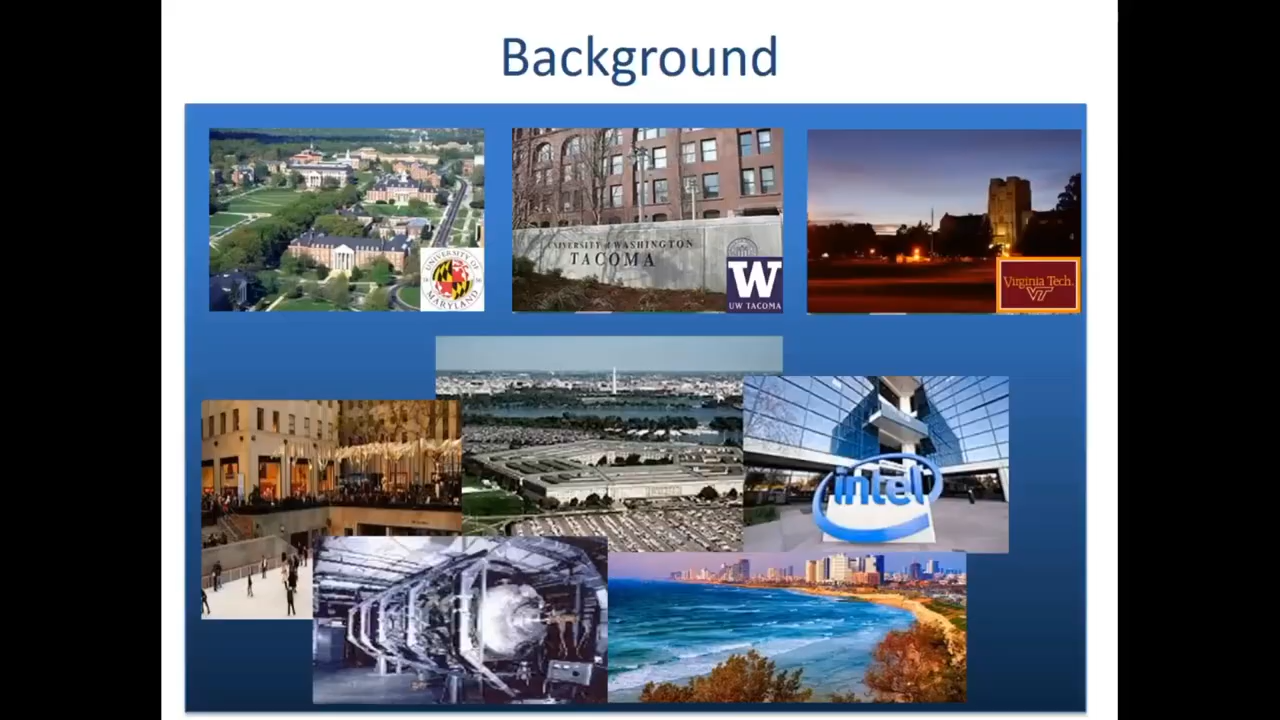 Background
UNIVERSITY OF
MARYLAND
UNIVERSITY of WASHINGTON
TACOMA
W
UW TACOMA
Virginia Tech
VT
intel